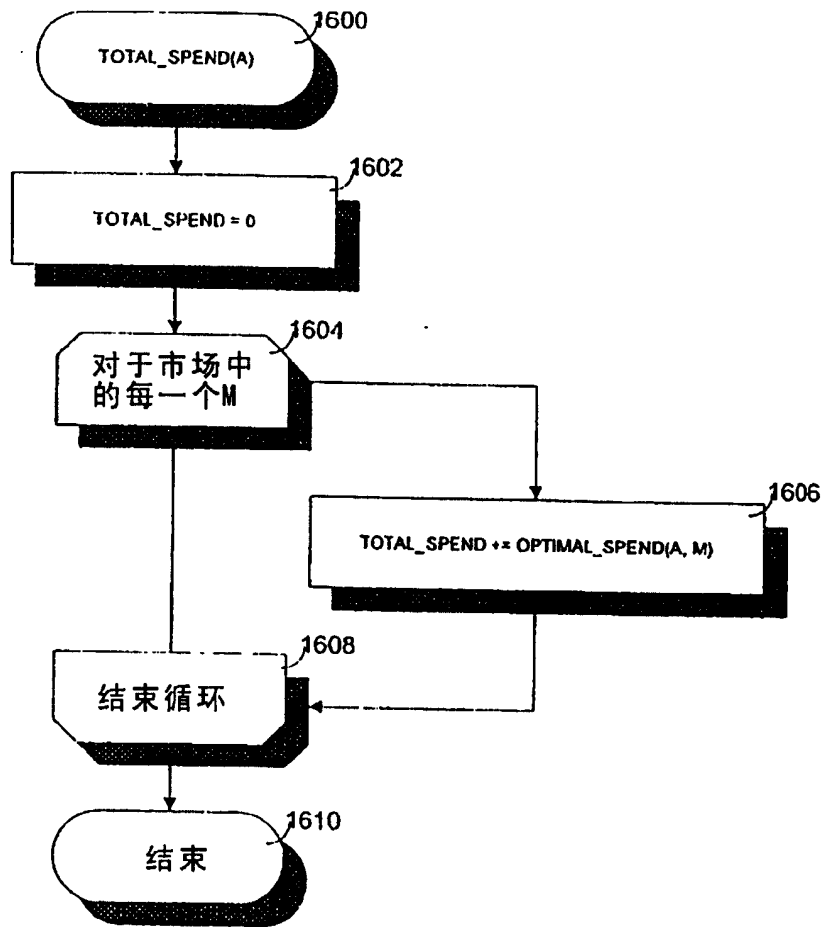 1600
TOTAL_SPEND(A)
1602
TOTAL_SPEND = 0
1604
对于市场中
的每一个M
1606
TOTAL_SPEND += OPTIMAL_SPEND(A, M)
1608
结束循环
1610
结束